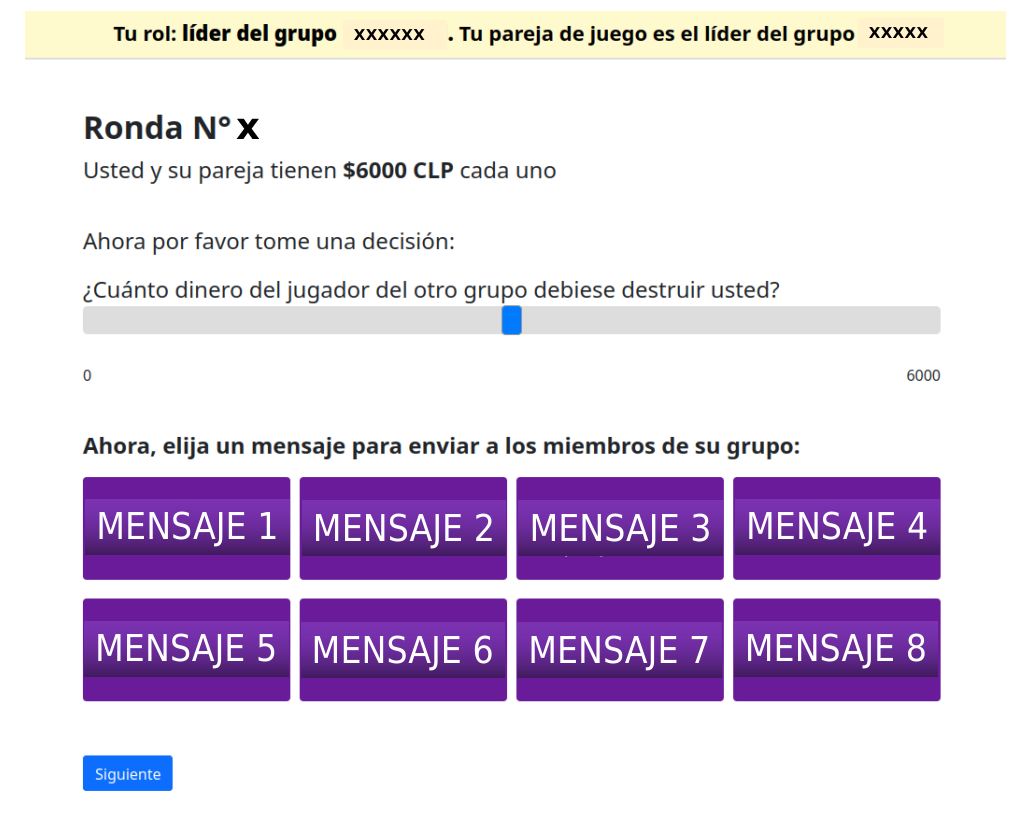 Tu rol: líder del grupo xxxxxx . Tu pareja de juego es el líder del grupo xxxxx
Ronda N° x
Usted y su pareja tienen $6000 CLP cada uno
Ahora por favor tome una decisión:
¿Cuánto dinero del jugador del otro grupo debiese destruir usted?
0 6000
Ahora, elija un mensaje para enviar a los miembros de su grupo:
MENSAJE 1 MENSAJE 2 MENSAJE 3 MENSAJE 4
MENSAJE 5 MENSAJE 6 MENSAJE 7 MENSAJE 8
Siguiente